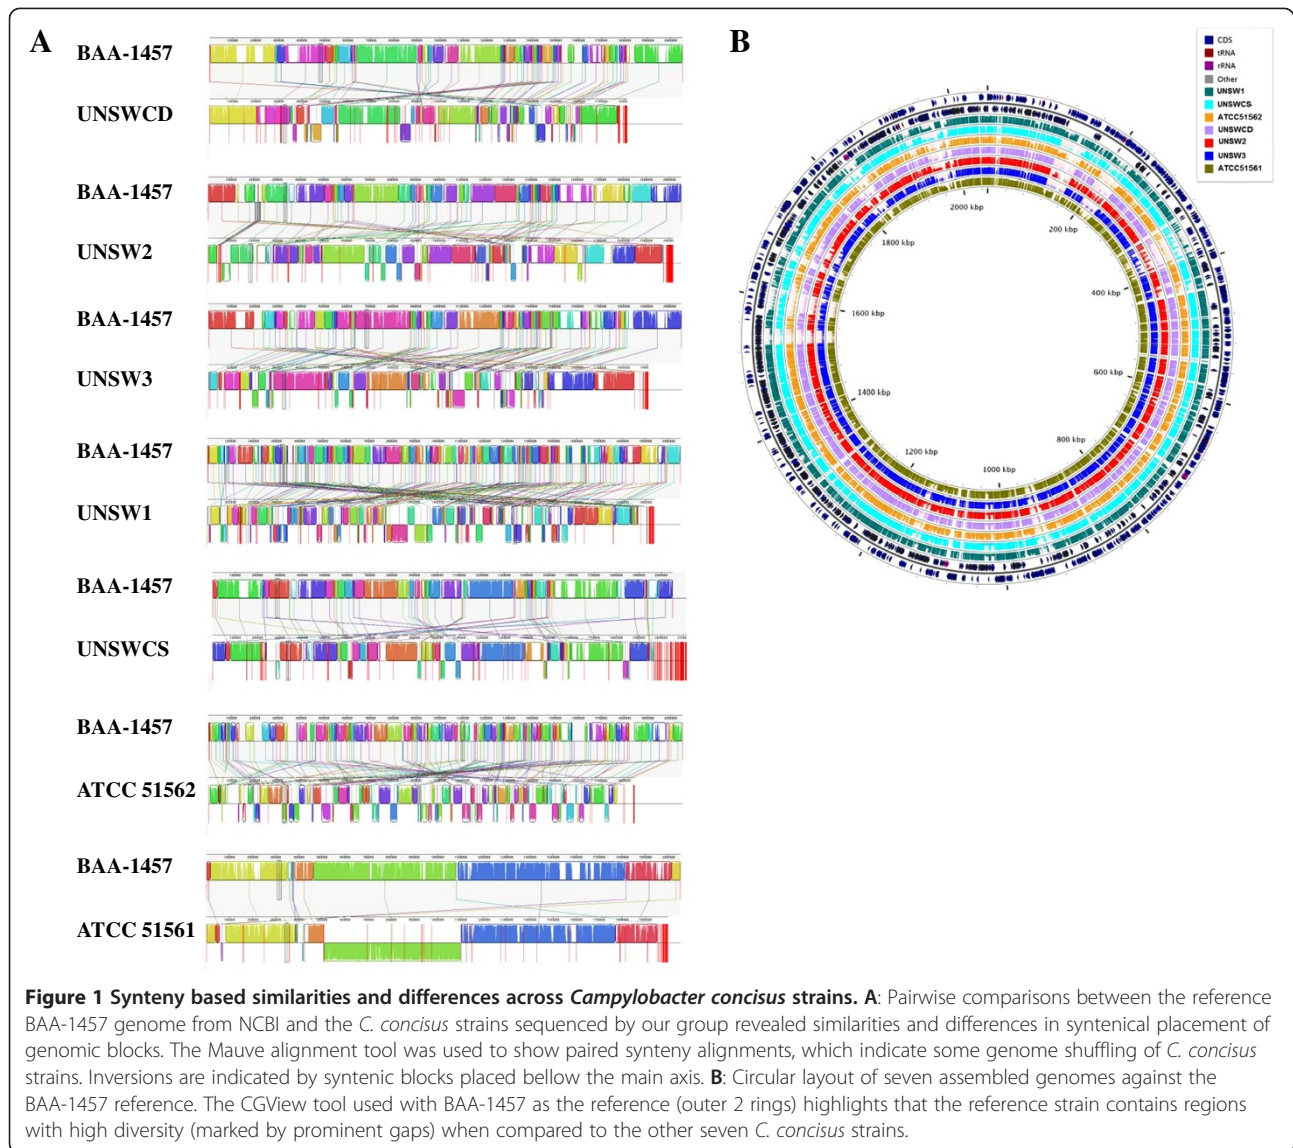 A
BAA-1457
UNSWCD
BAA-1457
UNSW2
BAA-1457
UNSW3
BAA-1457
UNSW1
BAA-1457
UNSWCS
BAA-1457
ATCC 51562
BAA-1457
ATCC 51561
B
CDS
tRNA
rRNA
Other
UNSW1
UNSWCS
ATCC51562
UNSWCD
UNSW2
UNSW3
ATCC51561
2000 kbp
200 kbp
400 kbp
600 kbp
800 kbp
1000 kbp
1200 kbp
1400 kbp
1600 kbp
1800 kbp
Figure 1 Synteny based similarities and differences across Campylobacter concisus strains. A: Pairwise comparisons between the reference
BAA-1457 genome from NCBI and the C. concisus strains sequenced by our group revealed similarities and differences in syntenical placement of
genomic blocks. The Mauve alignment tool was used to show paired synteny alignments, which indicate some genome shuffling of C. concisus
strains. Inversions are indicated by syntenic blocks placed bellow the main axis. B: Circular layout of seven assembled genomes against the
BAA-1457 reference. The CGView tool used with BAA-1457 as the reference (outer 2 rings) highlights that the reference strain contains regions
with high diversity (marked by prominent gaps) when compared to the other seven C. concisus strains.